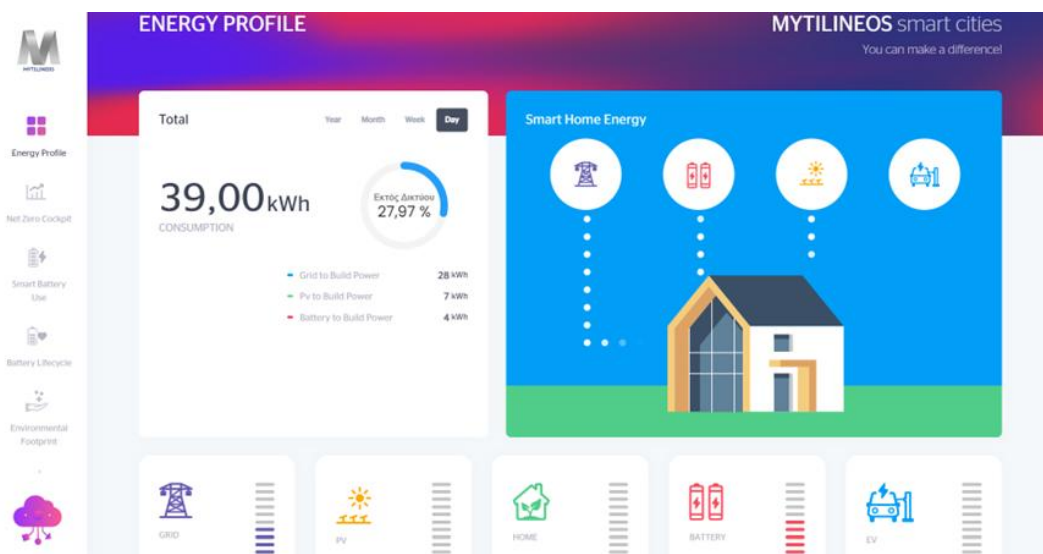 ENERGY PROFILE
MYTILINEOS smart cities
You can make a difference!
MYTILINEOS
Energy Profile
Net Zero Cockpit
Smart Battery
Use
Battery Lifecycle
Environmental
Footprint
Total
Year Month Week Day
39,00 kWh
CONSUMPTION
Εκτός Δικτύου
27,97 %
Grid to Build Power 28 kWh
Pv to Build Power 7 kWh
Battery to Build Power 4 kWh
Smart Home Energy
GRID
PV
HOME
BATTERY
EV